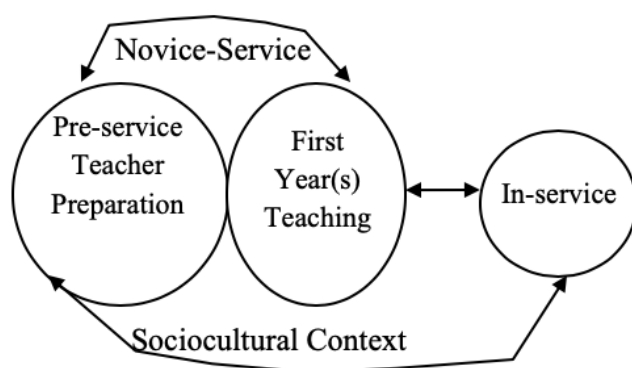 Novice-Service
Pre-service
Teacher
Preparation
First
Year(s)
Teaching
In-service
Sociocultural Context